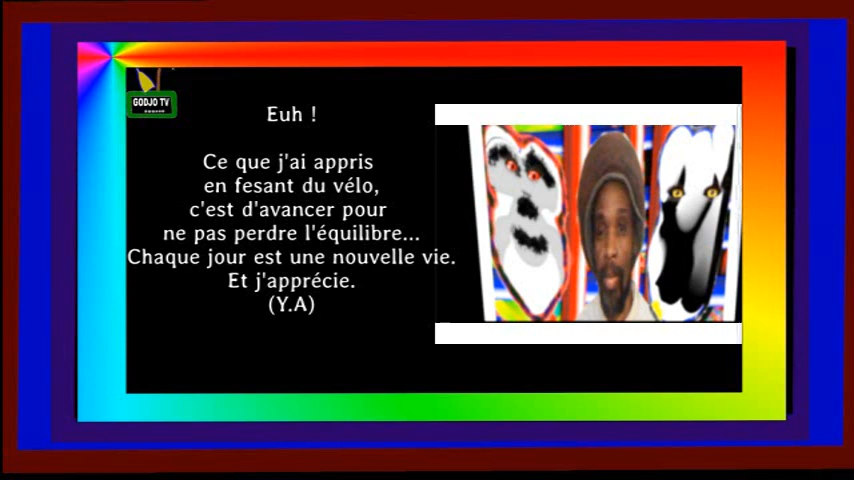 GODJO TV
Euh !
Ce que j'ai appris
en fesant du vélo,
c'est d'avancer pour
ne pas perdre l'équilibre...
Chaque jour est une nouvelle vie.
Et j'apprécie.
(Y.A)